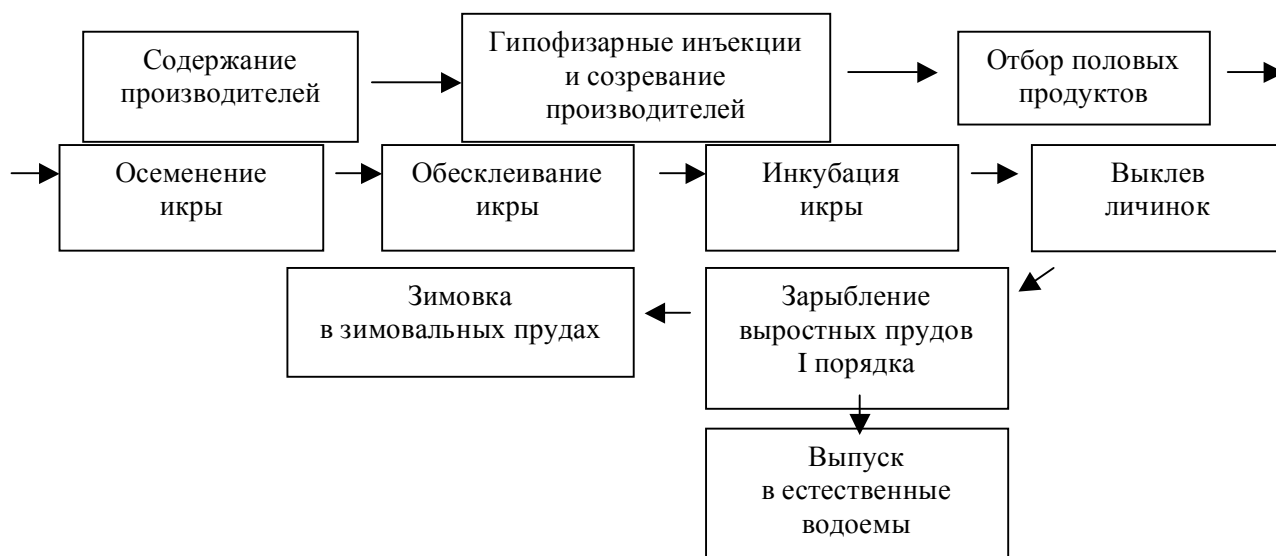 Содержание
производителей
Гипофизарные инъекции
и созревание
производителей
Отбор половых
продуктов
Осеменение
икры
Обесклеивание
икры
Инкубация
икры
Выклев
личинок
Зимовка
в зимовальных прудах
Зарыбление
выростных прудов
I порядка
Выпуск
в естественные
водоемы